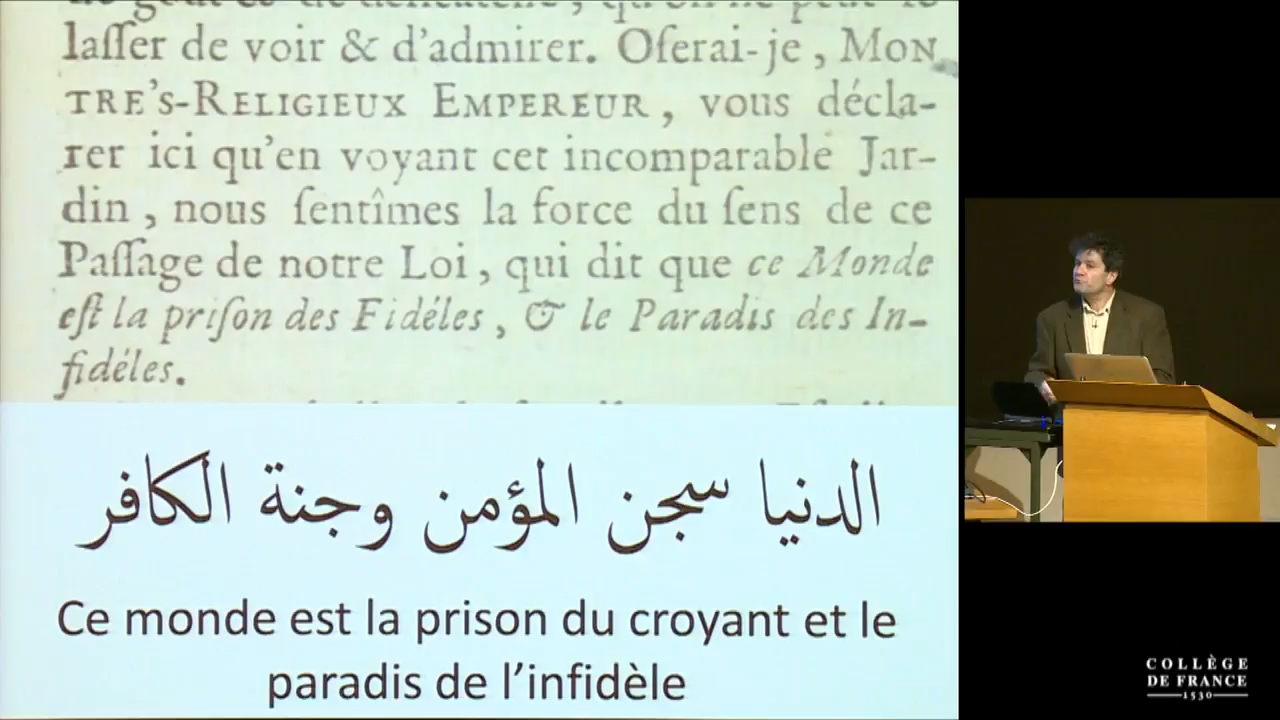 lasser de voir & d'admirer. Oserai-je, MON
TRE'S-RELIGIEUX EMPEREUR, vous décla-
rer ici qu'en voyant cet incomparable Jar-
din, nous sentîmes la force du sens de ce
Passage de notre Loi, qui dit que ce Monde
est la prison des Fidéles, & le Paradis des In-
fidéles.
الدنيا سجن المؤمن وجنة الكافر
Ce monde est la prison du croyant et le
paradis de l'infidèle
COLLÈGE
DE FRANCE
1530